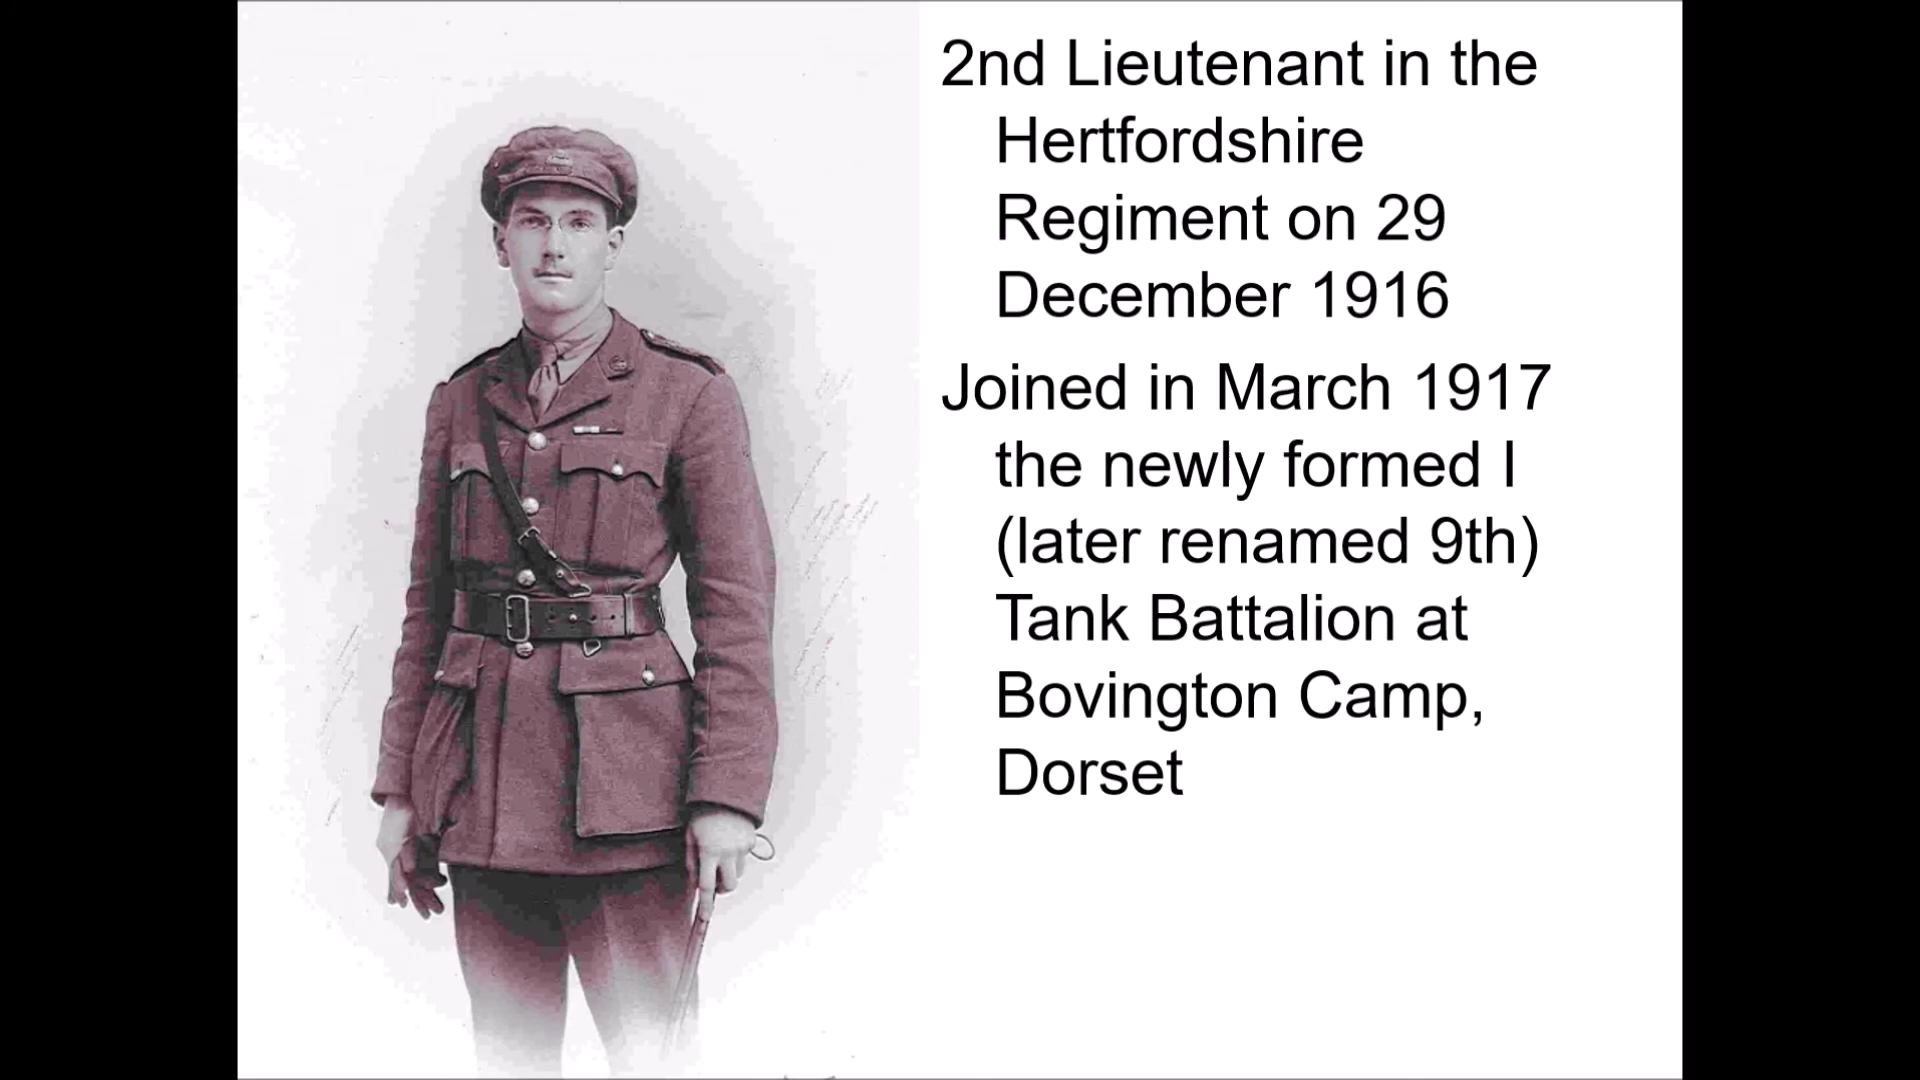 2nd Lieutenant in the
Hertfordshire
Regiment on 29
December 1916
Joined in March 1917
the newly formed I
(later renamed 9th)
Tank Battalion at
Bovington Camp,
Dorset